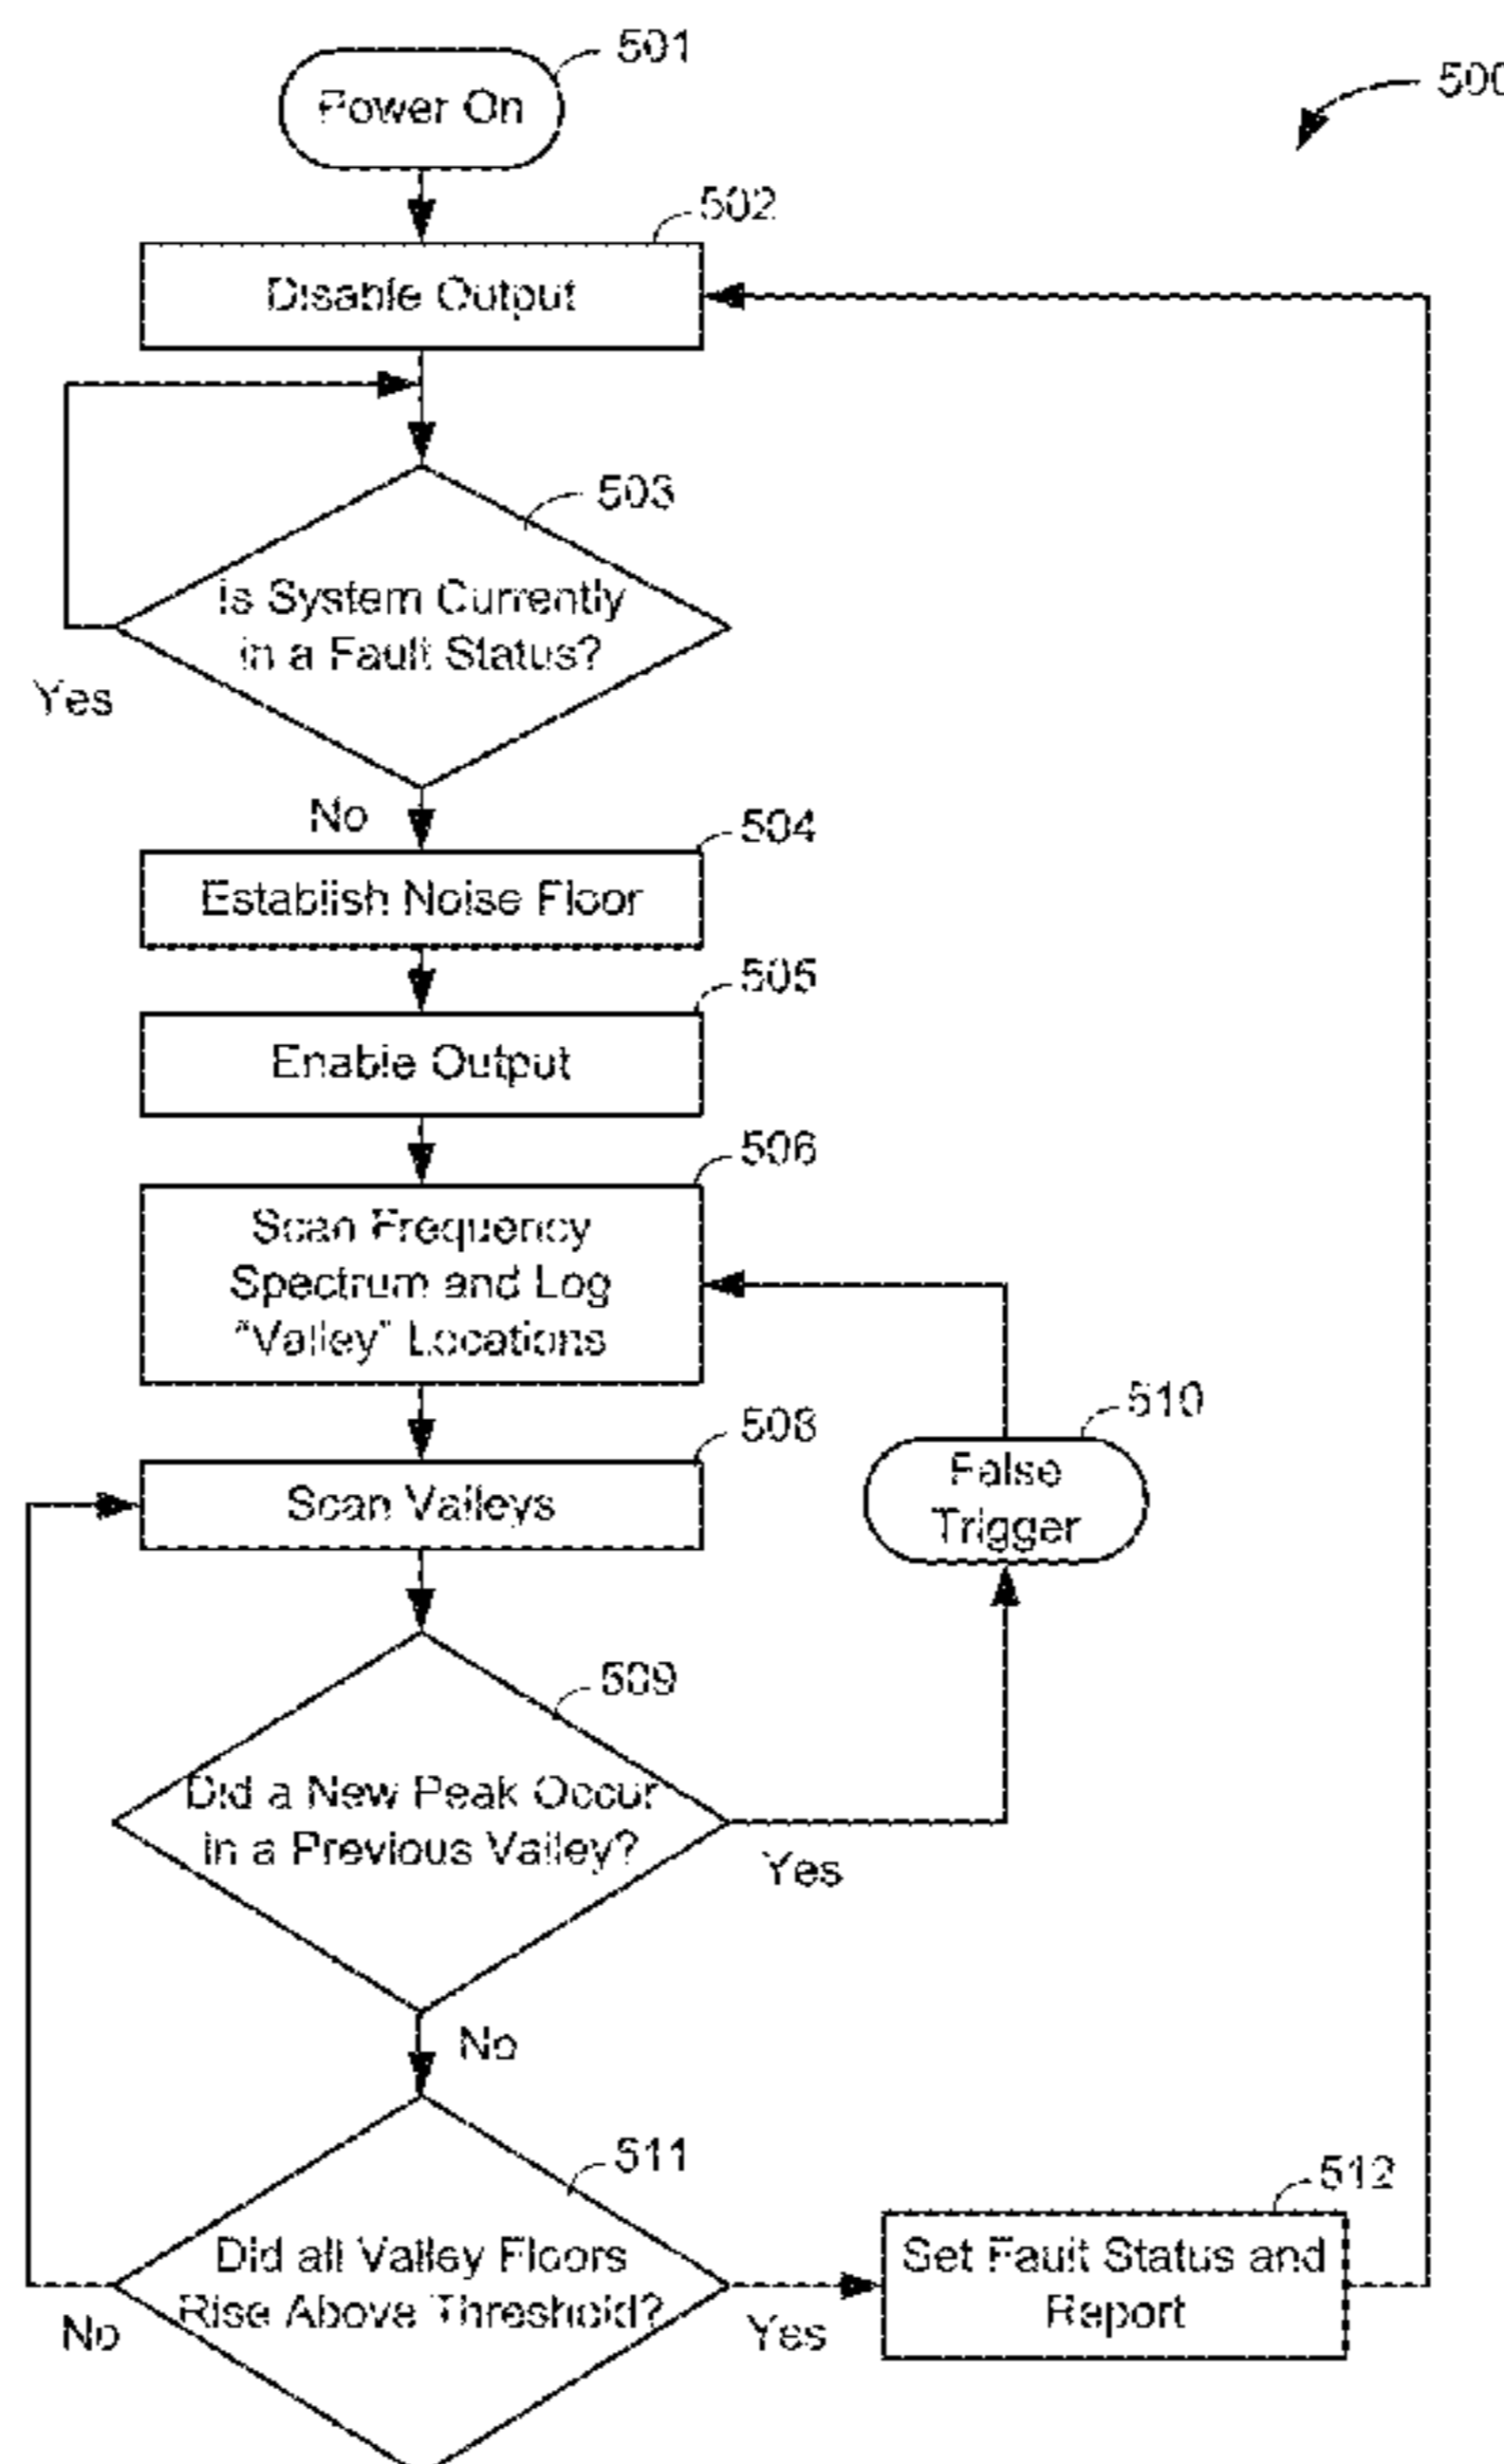 501
Power On
500
502
Disable Output
503
Is System Currently
in a Fault Status?
Yes
No
504
Establish Noise Floor
505
Enable Output
506
Scan Frequency
Spectrum and Log
"Valley" Locations
508
Scan Valleys
510
False
Trigger
509
Did a New Peak Occur
in a Previous Valley?
Yes
No
511
Did all Valley Floors
Rise Above Threshold?
No
Yes
512
Set Fault Status and
Report